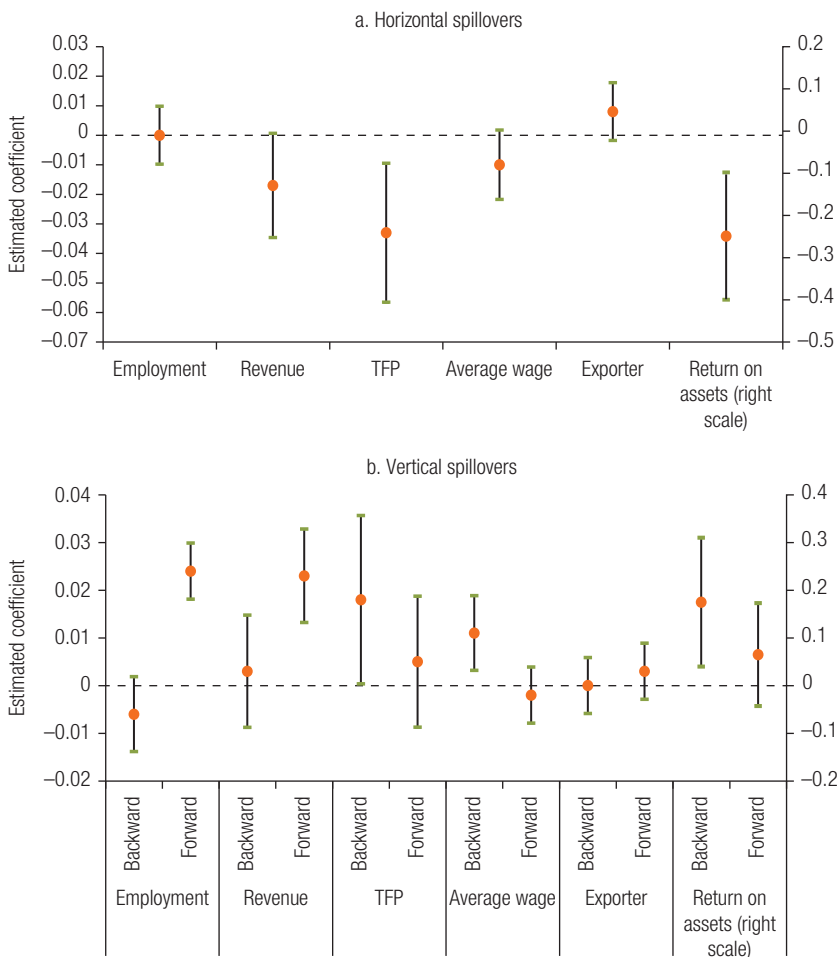 a. Horizontal spillovers
Estimated coefficient
0.03
0.02
0.01
0
–0.01
–0.02
–0.03
–0.04
–0.05
–0.06
–0.07
0.2
0.1
0
–0.1
–0.2
–0.3
–0.4
–0.5
Employment
Revenue
TFP
Average wage
Exporter
Return on
assets (right
scale)
b. Vertical spillovers
Estimated coefficient
0.04
0.03
0.02
0.01
0
–0.01
–0.02
0.4
0.3
0.2
0.1
0
–0.1
–0.2
Backward
Forward
Backward
Forward
Backward
Forward
Backward
Forward
Backward
Forward
Backward
Forward
Employment
Revenue
TFP
Average wage
Exporter
Return on
assets (right
scale)